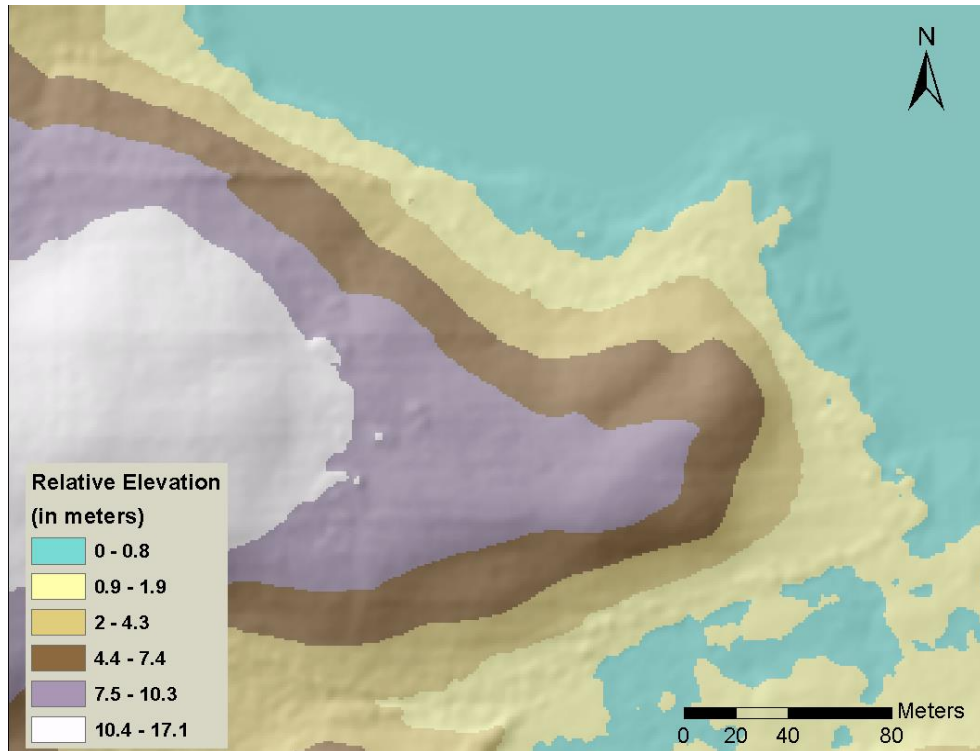 N
Relative Elevation
(in meters)
0 - 0.8
0.9 - 1.9
2 - 4.3
4.4 - 7.4
7.5 - 10.3
10.4 - 17.1
Meters
0 20 40 80